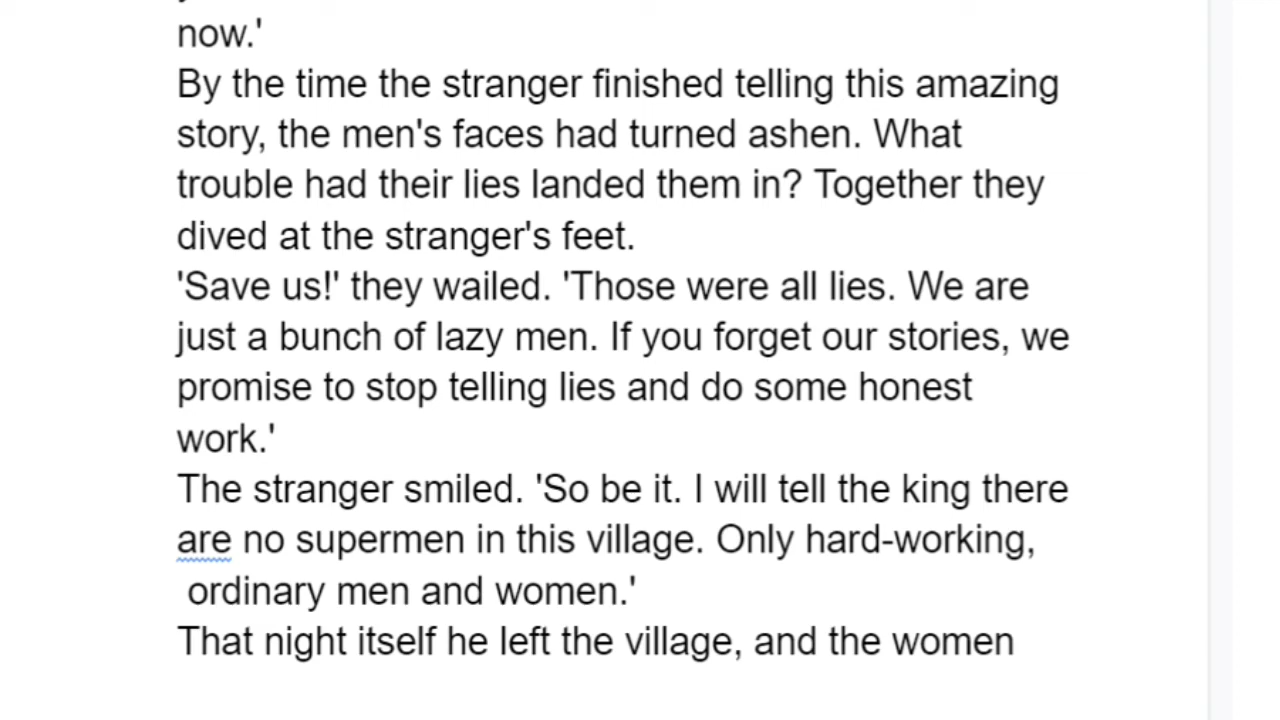 now.'
By the time the stranger finished telling this amazing
story, the men's faces had turned ashen. What
trouble had their lies landed them in? Together they
dived at the stranger's feet.
'Save us!' they wailed. 'Those were all lies. We are
just a bunch of lazy men. If you forget our stories, we
promise to stop telling lies and do some honest
work.'
The stranger smiled. 'So be it. I will tell the king there
are no supermen in this village. Only hard-working,
ordinary men and women.'
That night itself he left the village, and the women